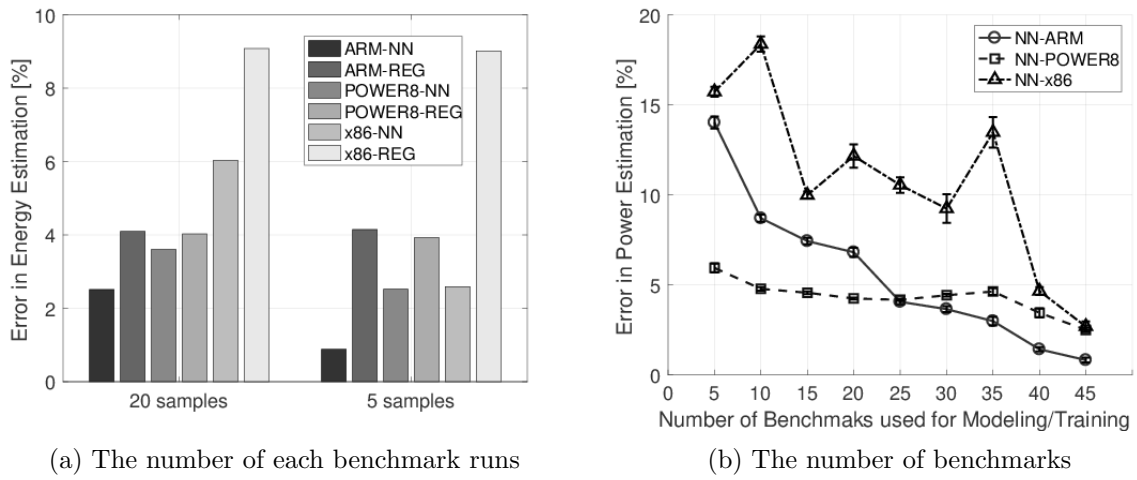 Error in Energy Estimation [%]
10
8
6
4
2
0
ARM-NN
ARM-REG
POWER8-NN
POWER8-REG
x86-NN
x86-REG
20 samples
5 samples
(a) The number of each benchmark runs
Error in Power Estimation [%]
20
15
10
5
0
NN-ARM
NN-POWER8
NN-x86
0 5 10 15 20 25 30 35 40 45
Number of Benchmaks used for Modeling/Training
(b) The number of benchmarks